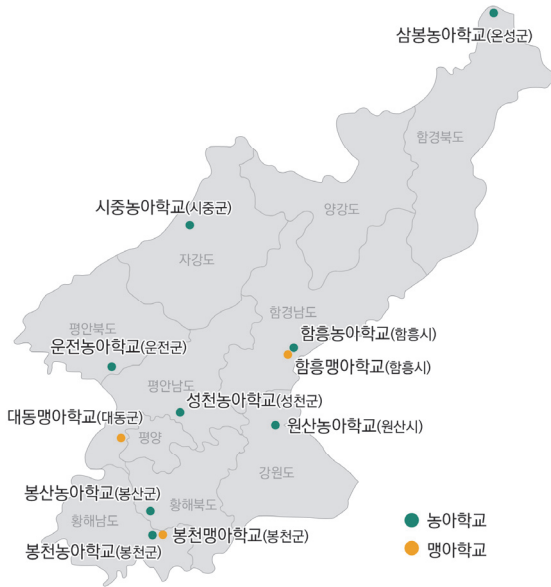 삼봉농아학교(온성군)
함경북도
시중농아학교(시중군)
양강도
자강도
함경남도
평안북도
함흥농아학교(함흥시)
운전농아학교(운전군)
함흥맹아학교(함흥시)
평안남도
성천농아학교(성천군)
대동맹아학교(대동군)
원산농아학교(원산시)
평양
강원도
봉산농아학교(봉산군)
황해북도
황해남도
농아학교
봉천맹아학교(봉천군)
봉천농아학교(봉천군)
맹아학교